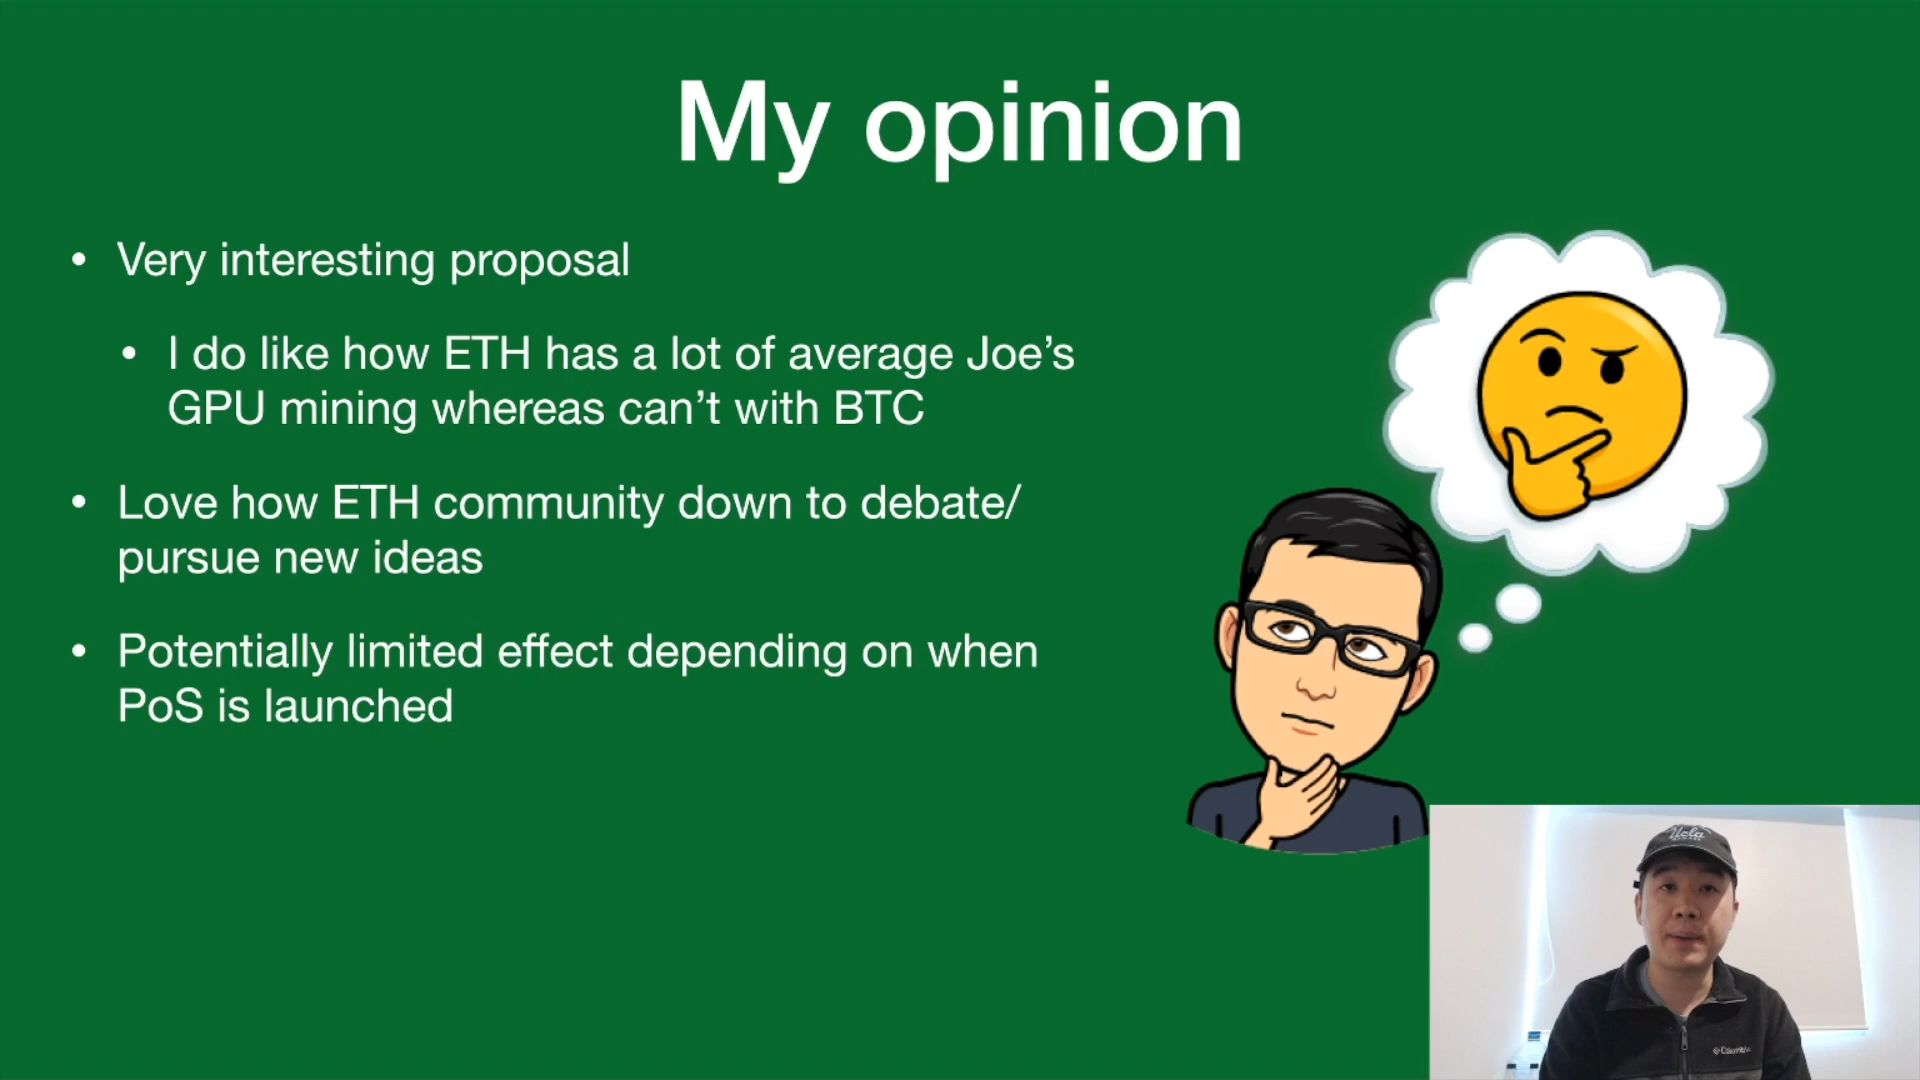 My opinion
• Very interesting proposal
• I do like how ETH has a lot of average Joe’s
GPU mining whereas can’t with BTC
• Love how ETH community down to debate/
pursue new ideas
• Potentially limited effect depending on when
PoS is launched
Ucla
Columbia